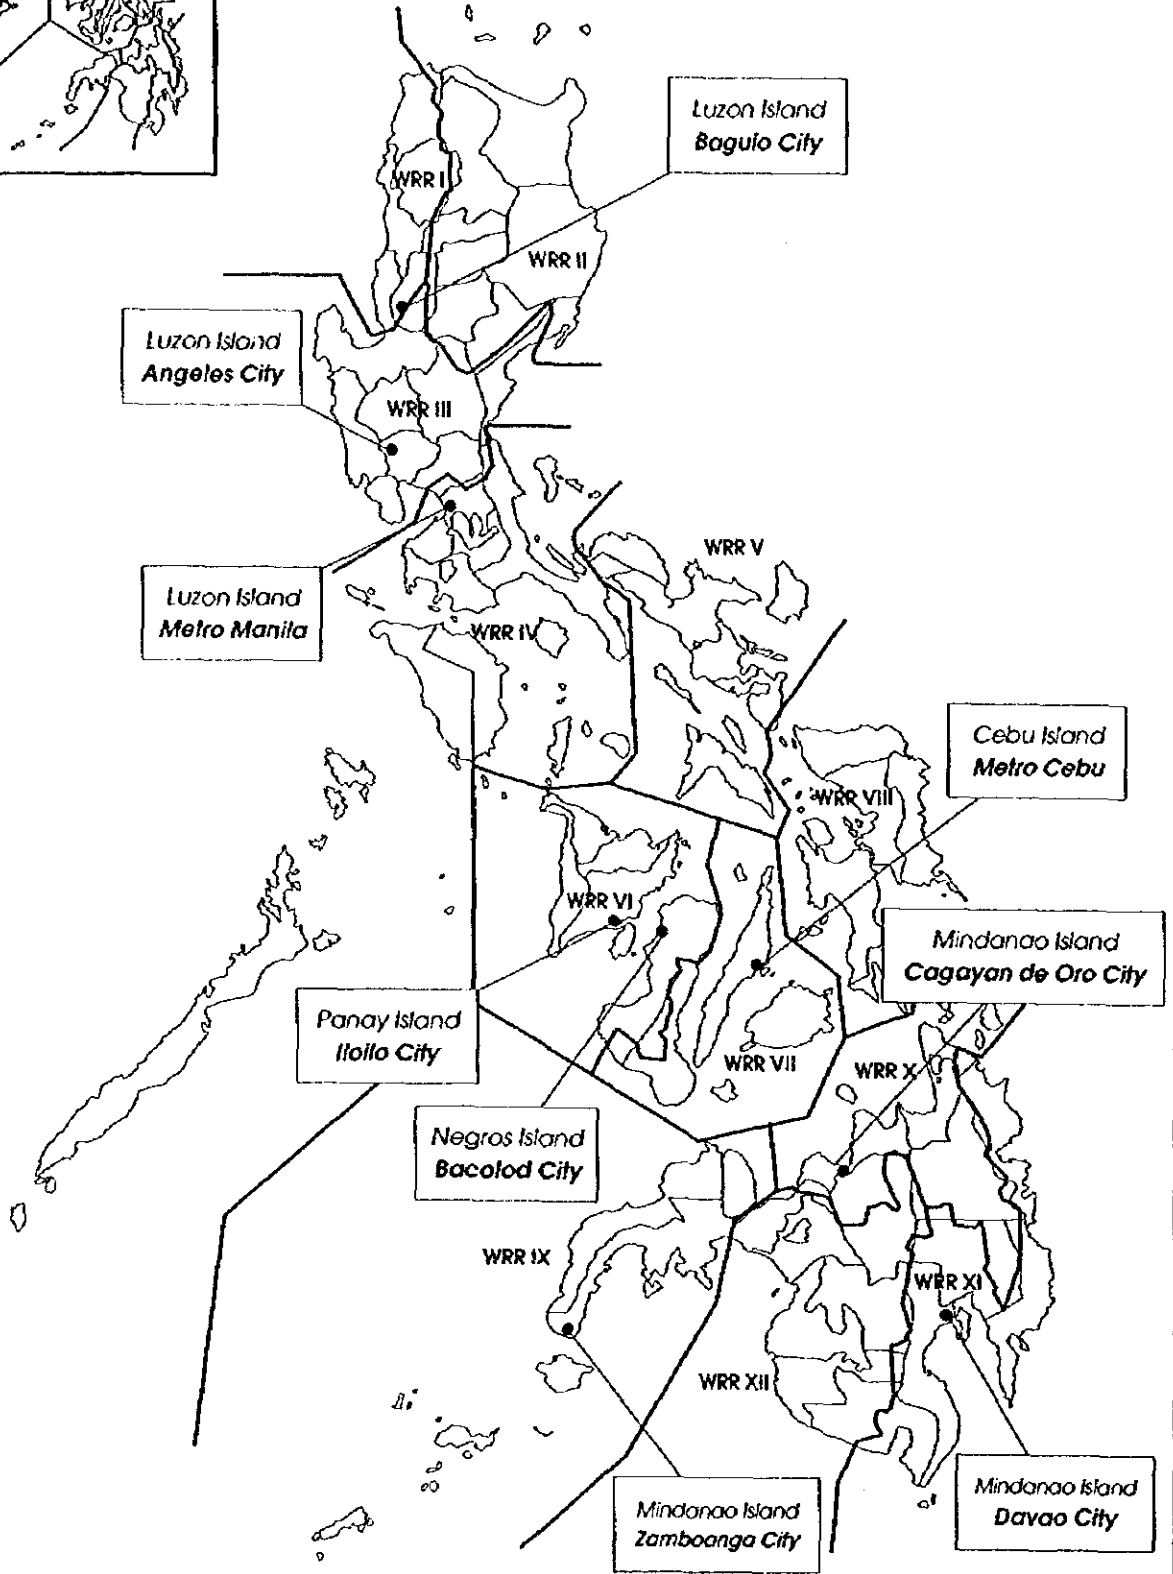 Luzon Island
Baguio City
WRR I
WRR II
Luzon Island
Angeles City
WRR III
WRR V
Luzon Island
Metro Manila
WRR IV
Cebu Island
Metro Cebu
WRR VIII
WRR VI
Mindanao Island
Cagayan de Oro City
Panay Island
Iloilo City
WRR VII
WRR X
Negros Island
Bacolod City
WRR IX
WRR XI
WRR XII
Mindanao Island
Zamboanga City
Mindanao Island
Davao City